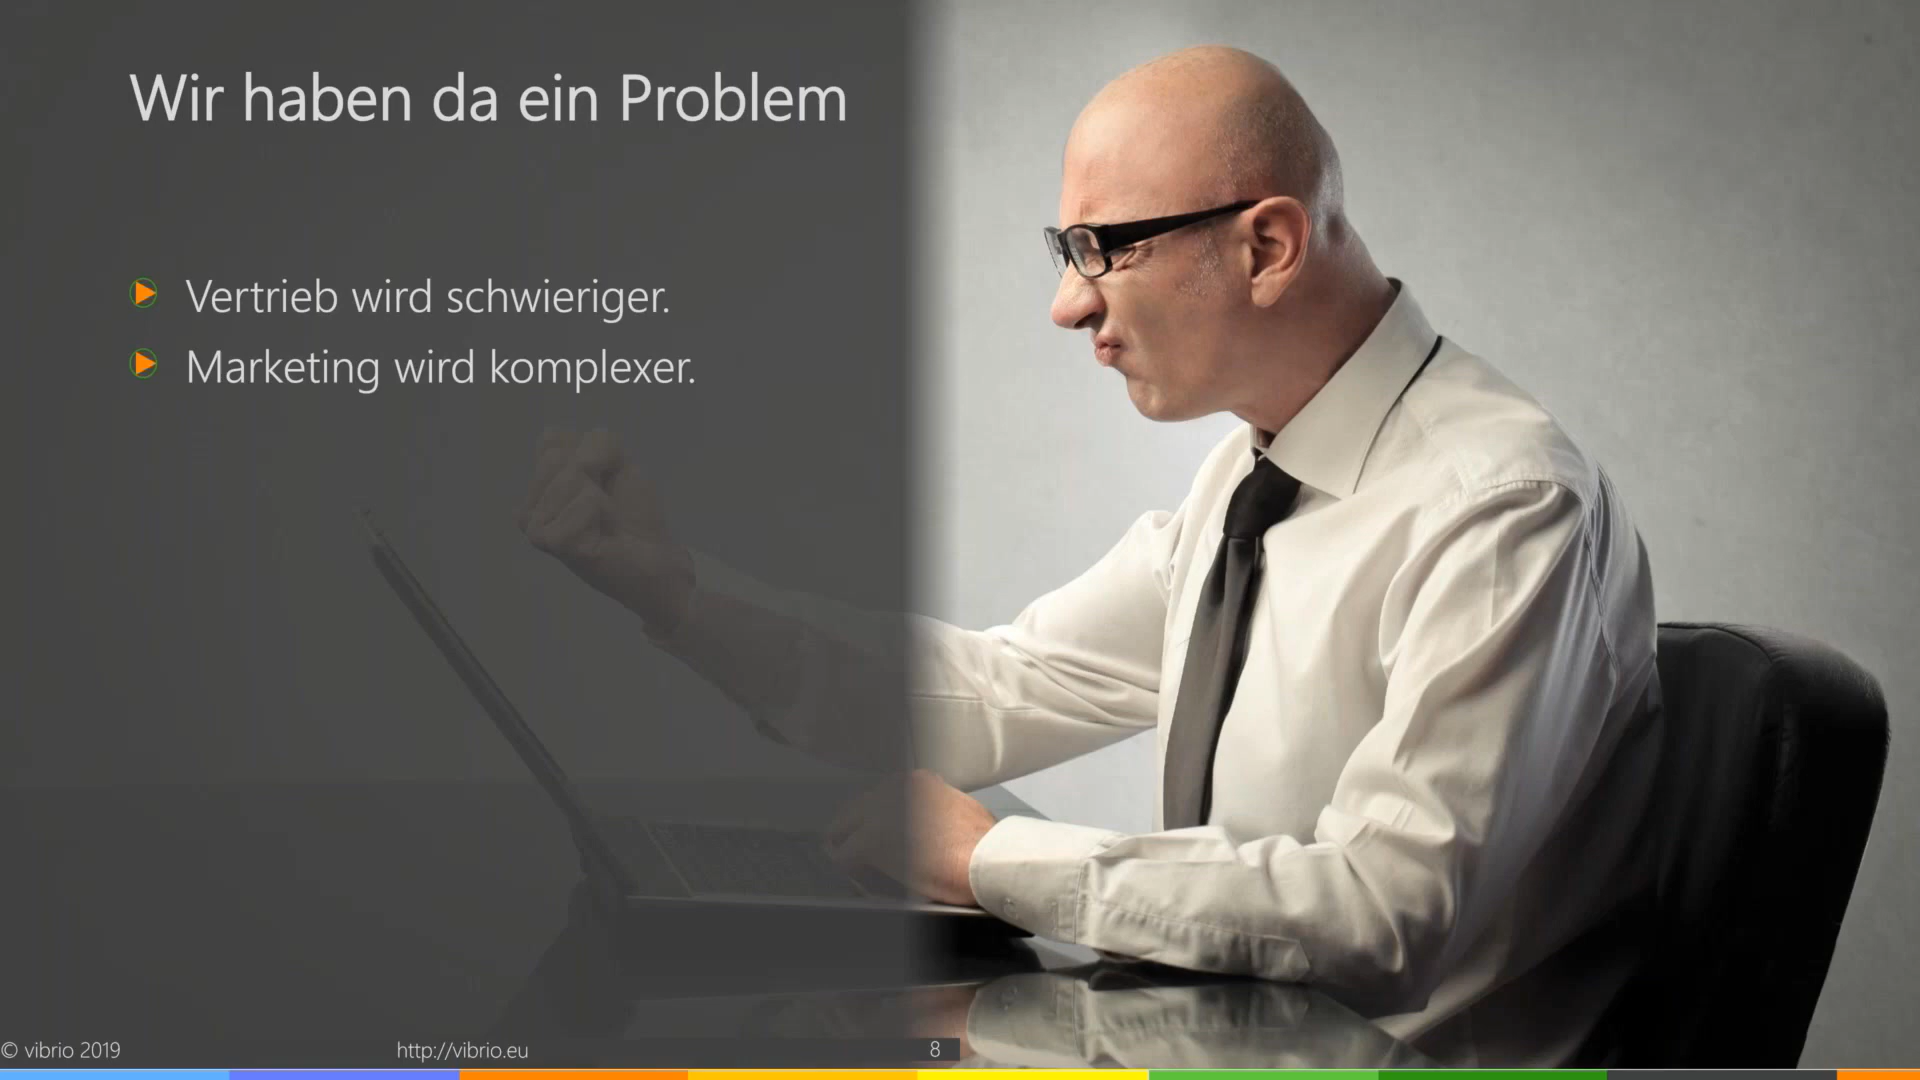 Wir haben da ein Problem
Vertrieb wird schwieriger.
Marketing wird komplexer.
© vibrio 2019
http://vibrio.eu
8